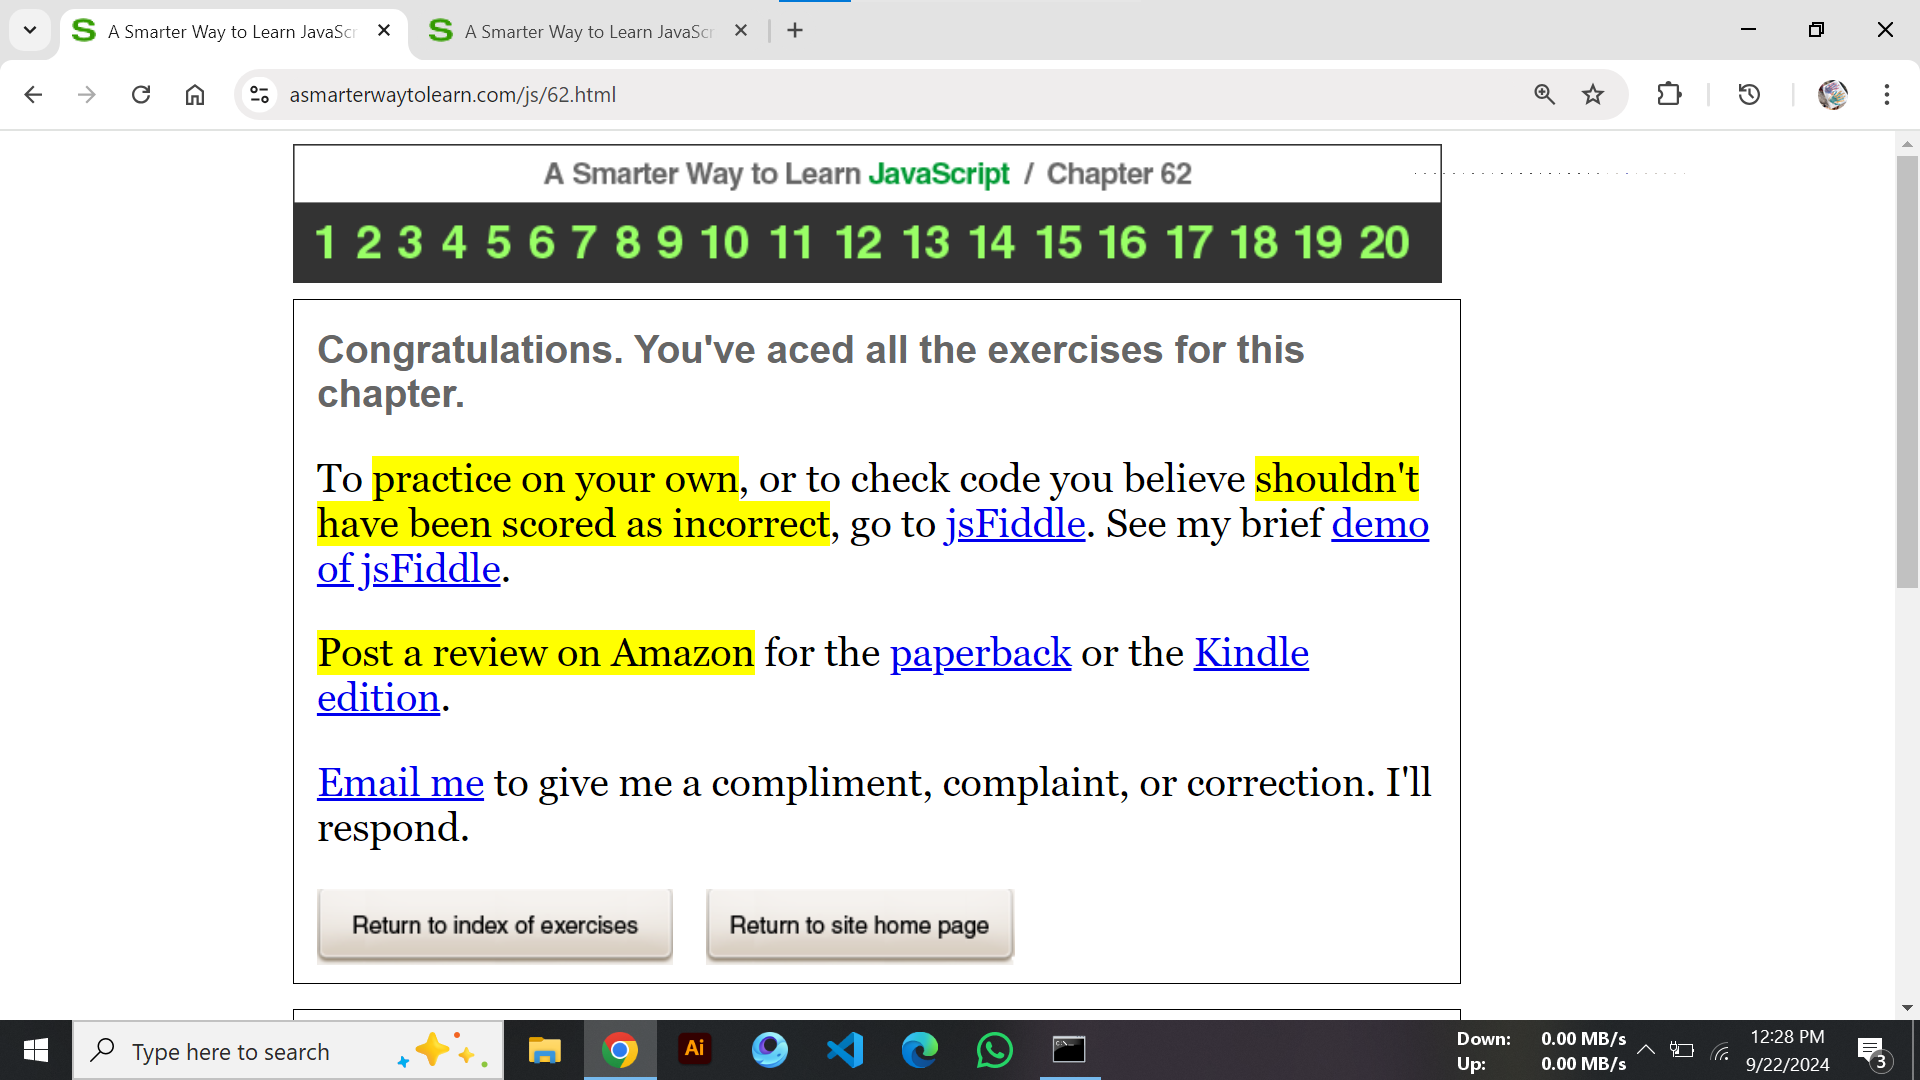 A Smarter Way to Learn JavaScr
A Smarter Way to Learn JavaScr
asmarterwaytolearn.com/js/62.html
A Smarter Way to Learn JavaScript / Chapter 62
1 2 3 4 5 6 7 8 9 10 11 12 13 14 15 16 17 18 19 20
Congratulations. You've aced all the exercises for this
chapter.
To practice on your own, or to check code you believe shouldn't
have been scored as incorrect, go to jsFiddle. See my brief demo
of jsFiddle.
Post a review on Amazon for the paperback or the Kindle
edition.
Email me to give me a compliment, complaint, or correction. I'll
respond.
Return to index of exercises Return to site home page
Type here to search
Ai
Down: 0.00 MB/s
Up: 0.00 MB/s
12:28 PM
9/22/2024
3